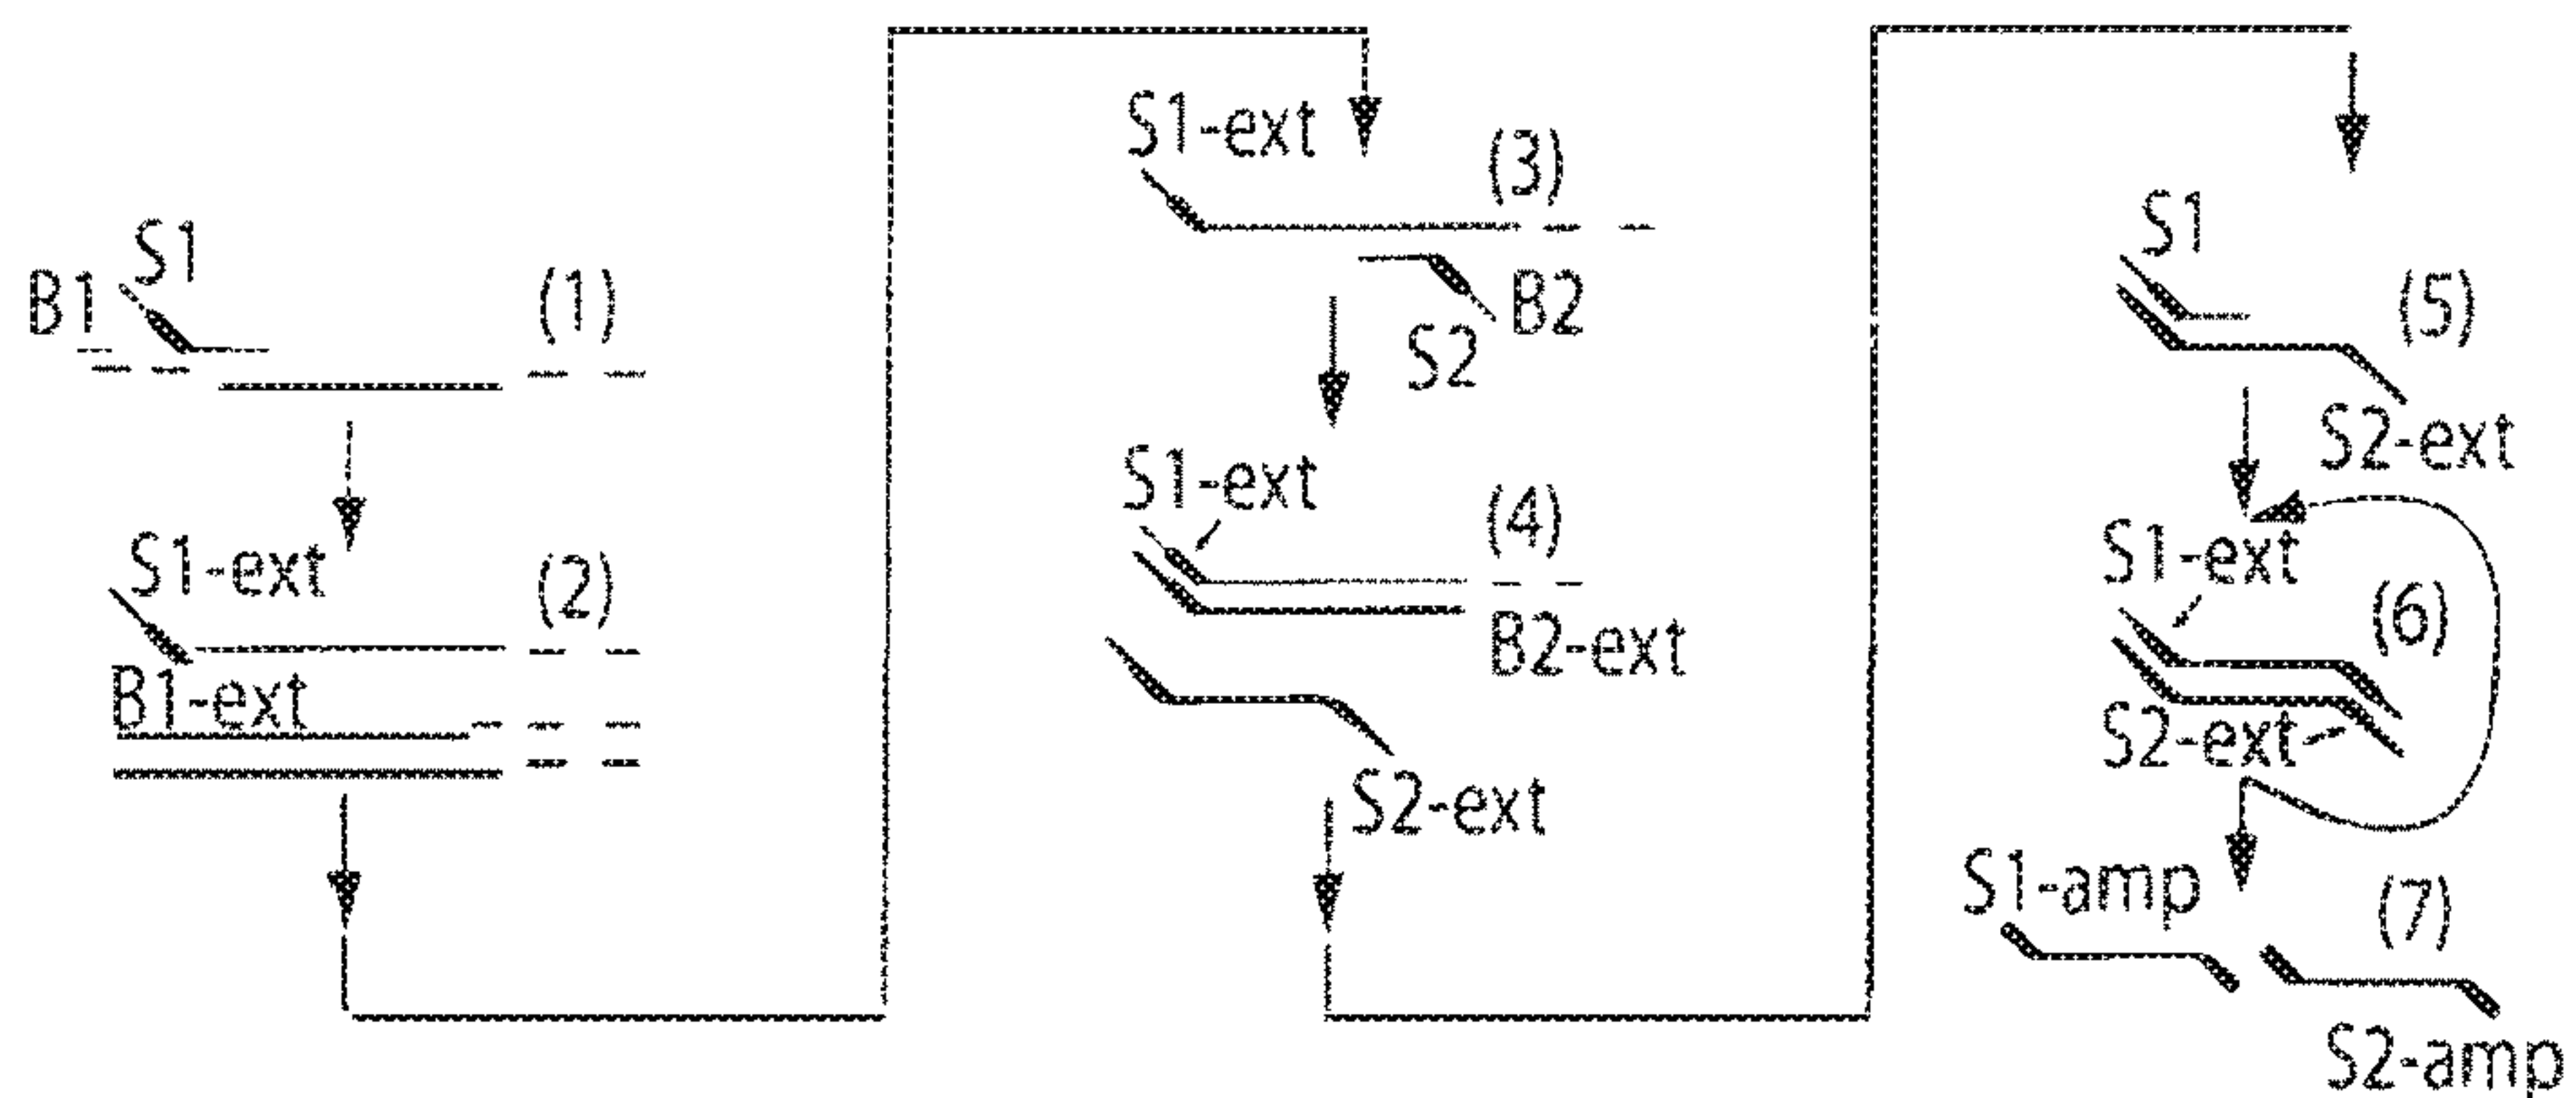 S1
B1
(1)
S1-ext
(2)
B1-ext
S1-ext
(3)
B2
S2
S1-ext
(4)
B2-ext
S2-ext
S1
(5)
S2-ext
S1-ext
(6)
S2-ext
S1-amp
(7)
S2-amp